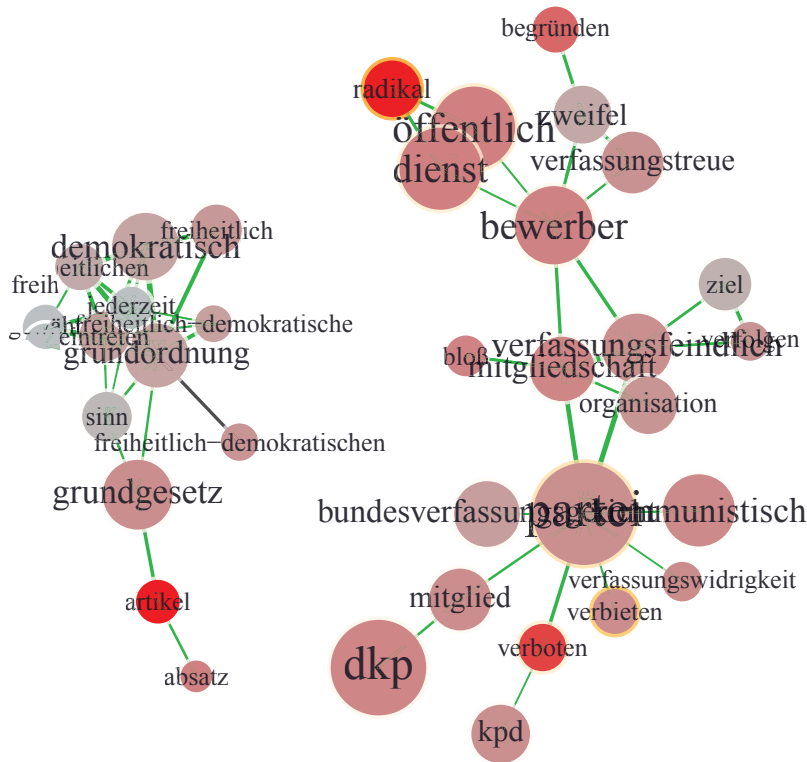 begründen
radikal
öffentlich
zweifel
dienst
verfassungstreue
bewerber
freiheitlich
demokratisch
eitlichen
freih
jederzeit
ziel
freiheitlich-demokratische
eintreten
grundordnung
verfassungsfeindlich
verfolgen
bloß
mitgliedschaft
organisation
sinn
freiheitlich-demokratischen
grundgesetz
bundesverfassungsgericht
partei
kommunistisch
verfassungswidrigkeit
artikel
mitglied
verbieten
verboten
absatz
dkp
kpd